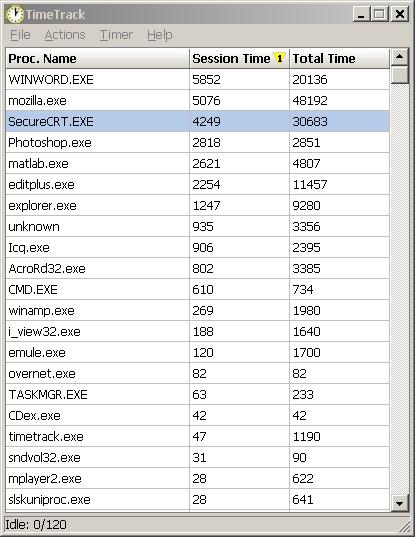 TimeTrack
File Actions Timer Help
Proc. Name Session Time 1 Total Time
WINWORD.EXE 5852 20136
mozilla.exe 5076 48192
SecureCRT.EXE 4249 30683
Photoshop.exe 2818 2851
matlab.exe 2621 4807
editplus.exe 2254 11457
explorer.exe 1247 9280
unknown 935 3356
Icq.exe 906 2395
AcroRd32.exe 802 3385
CMD.EXE 610 734
winamp.exe 269 1980
i_view32.exe 188 1640
emule.exe 120 1700
overnet.exe 82 82
TASKMGR.EXE 63 233
CDex.exe 42 42
timetrack.exe 47 1190
sndvol32.exe 31 90
mplayer2.exe 28 622
slskuniproc.exe 28 641
Idle: 0/120